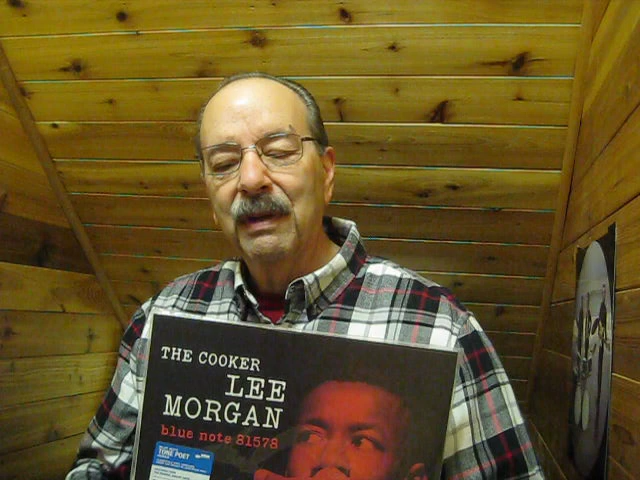 THE COOKER
LEE
MORGAN
blue note 81578
TONE POET